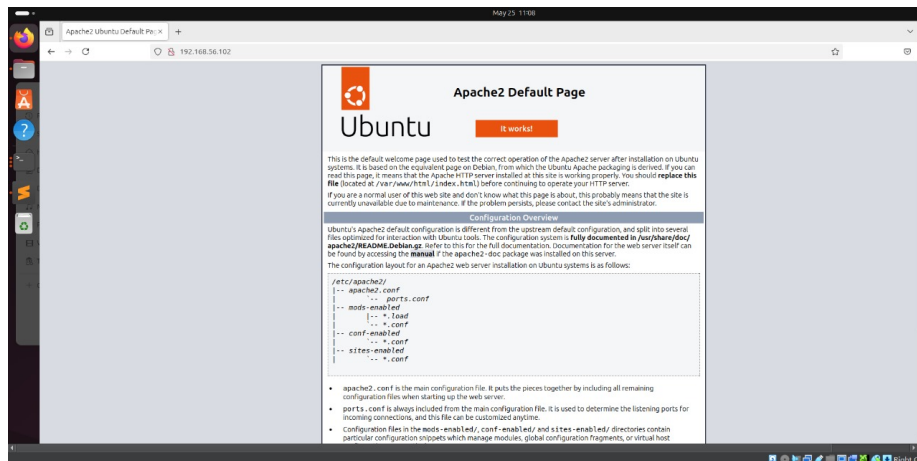 May 25 11:08
Apache2 Ubuntu Default Pa
192.168.56.102
Ubuntu
Apache2 Default Page
It works!
This is the default welcome page used to test the correct operation of the Apache2 server after installation on Ubuntu
systems. It is based on the equivalent page on Debian, from which the Ubuntu Apache packaging is derived. If you can
read this page, it means that the Apache HTTP server installed at this site is working properly. You should replace this
file (located at /var/www/html/index.html) before continuing to operate your HTTP server.
If you are a normal user of this web site and don't know what this page is about, this probably means that the site is
currently unavailable due to maintenance. If the problem persists, please contact the site's administrator.
Configuration Overview
Ubuntu's Apache2 default configuration is different from the upstream default configuration, and split into several
files optimized for interaction with Ubuntu tools. The configuration system is fully documented in /usr/share/doc/
apache2/README.Debian.gz. Refer to this for the full documentation. Documentation for the web server itself can
be found by accessing the manual if the apache2-doc package was installed on this server.
The configuration layout for an Apache2 web server installation on Ubuntu systems is as follows:
/etc/apache2/
|-- apache2.conf
|       `-- ports.conf
|-- mods-enabled
|       |-- *.load
|       `-- *.conf
|-- conf-enabled
|       `-- *.conf
|-- sites-enabled
|       `-- *.conf
• apache2.conf is the main configuration file. It puts the pieces together by including all remaining
configuration files when starting up the web server.
• ports.conf is always included from the main configuration file. It is used to determine the listening ports for
incoming connections, and this file can be customized anytime.
• Configuration files in the mods-enabled/, conf-enabled/ and sites-enabled/ directories contain
particular configuration snippets which manage modules, global configuration fragments, or virtual host
Right